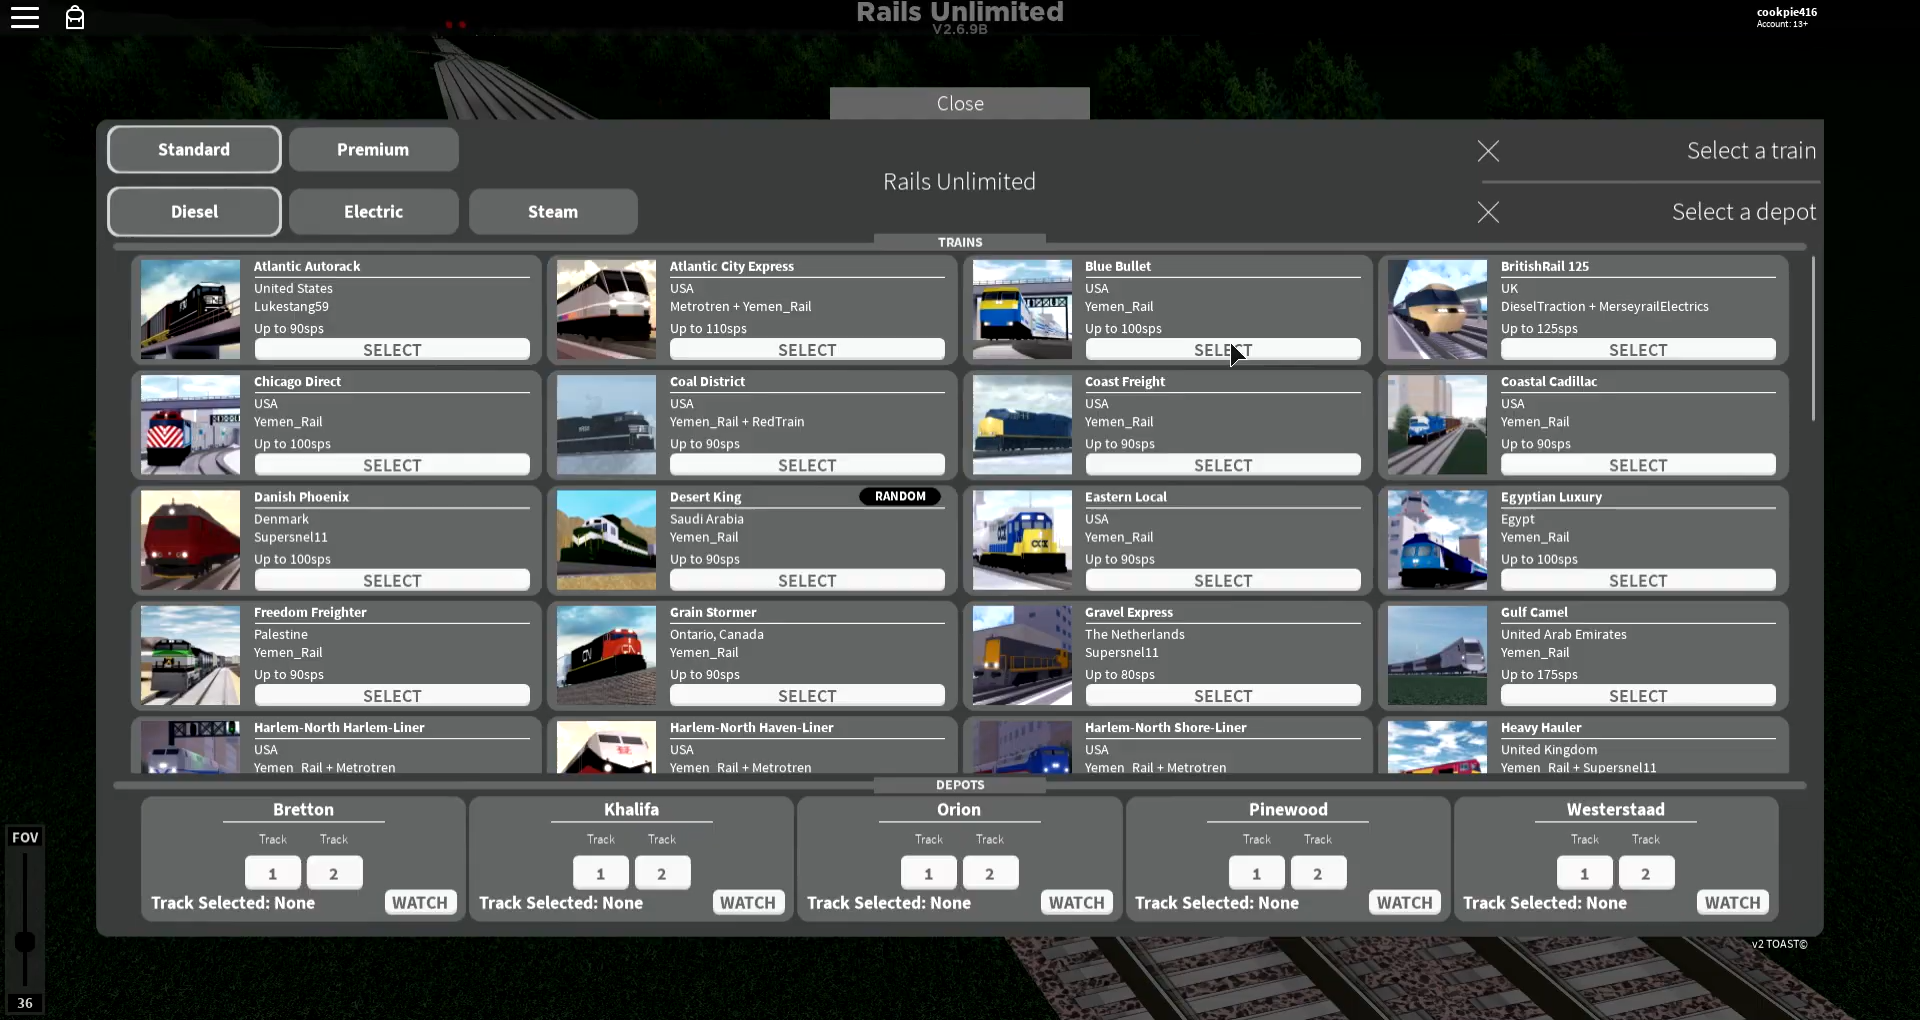 Rails Unlimited
V2.6.9B
cookpie416
Account: 13+
Close
Standard
Premium
Select a train
Rails Unlimited
Diesel
Electric
Steam
Select a depot
TRAINS
Atlantic Autorack
United States
Lukestang59
Up to 90sps
SELECT
Atlantic City Express
USA
Metrotren + Yemen_Rail
Up to 110sps
SELECT
Blue Bullet
USA
Yemen_Rail
Up to 100sps
SELECT
BritishRail 125
UK
DieselTraction + MerseyrailElectrics
Up to 125sps
SELECT
Chicago Direct
USA
Yemen_Rail
Up to 100sps
SELECT
Coal District
USA
Yemen_Rail + RedTrain
Up to 90sps
SELECT
Coast Freight
USA
Yemen_Rail
Up to 90sps
SELECT
Coastal Cadillac
USA
Yemen_Rail
Up to 90sps
SELECT
Danish Phoenix
Denmark
Supersnel11
Up to 100sps
SELECT
Desert King
RANDOM
Saudi Arabia
Yemen_Rail
Up to 90sps
SELECT
Eastern Local
USA
Yemen_Rail
Up to 90sps
SELECT
Egyptian Luxury
Egypt
Yemen_Rail
Up to 100sps
SELECT
Freedom Freighter
Palestine
Yemen_Rail
Up to 90sps
SELECT
Grain Stormer
Ontario, Canada
Yemen_Rail
Up to 90sps
SELECT
Gravel Express
The Netherlands
Supersnel11
Up to 80sps
SELECT
Gulf Camel
United Arab Emirates
Yemen_Rail
Up to 175sps
SELECT
Harlem-North Harlem-Liner
USA
Yemen_Rail + Metrotren
Harlem-North Haven-Liner
USA
Yemen_Rail + Metrotren
Harlem-North Shore-Liner
USA
Yemen_Rail + Metrotren
Heavy Hauler
United Kingdom
Yemen_Rail + Supersnel11
DEPOTS
Bretton
Track Track
1 2
Track Selected: None
WATCH
Khalifa
Track Track
1 2
Track Selected: None
WATCH
Orion
Track Track
1 2
Track Selected: None
WATCH
Pinewood
Track Track
1 2
Track Selected: None
WATCH
Westerstaad
Track Track
1 2
Track Selected: None
WATCH
FOV
36
v2 TOAST©